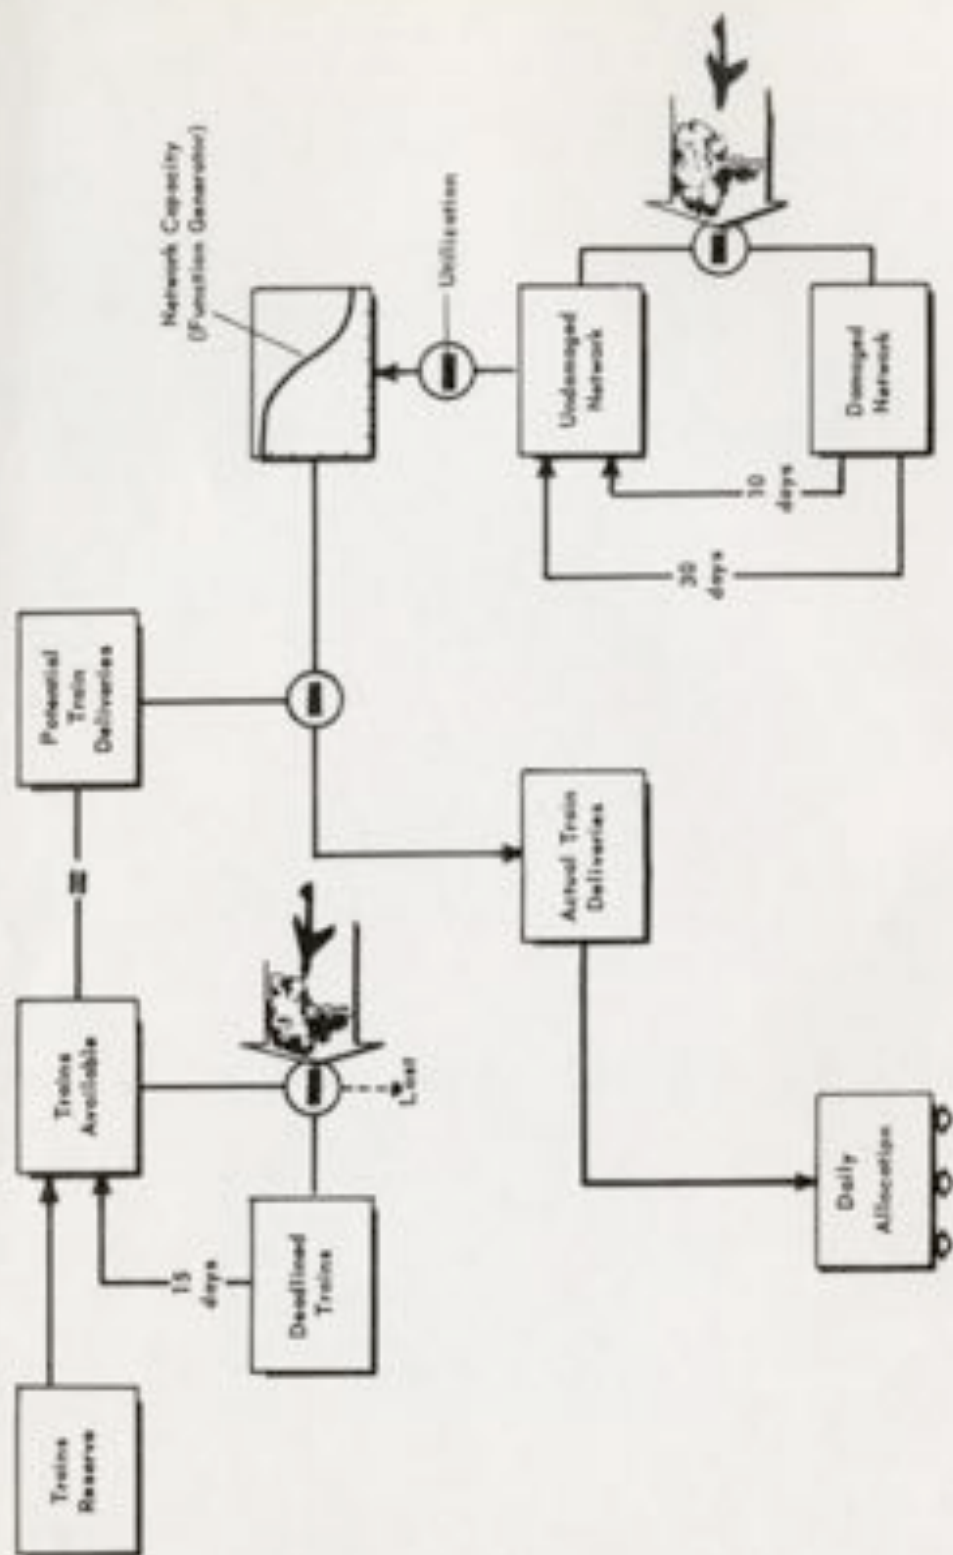 Trains
Reserve
Trains
Available
Potential
Train
Deliveries
15
days
Deadlined
Trains
Lost
Network Capacity
(Function Generator)
Utilization
Actual Train
Deliveries
Undamaged
Network
30
days
10
days
Damaged
Network
Daily
Allocation